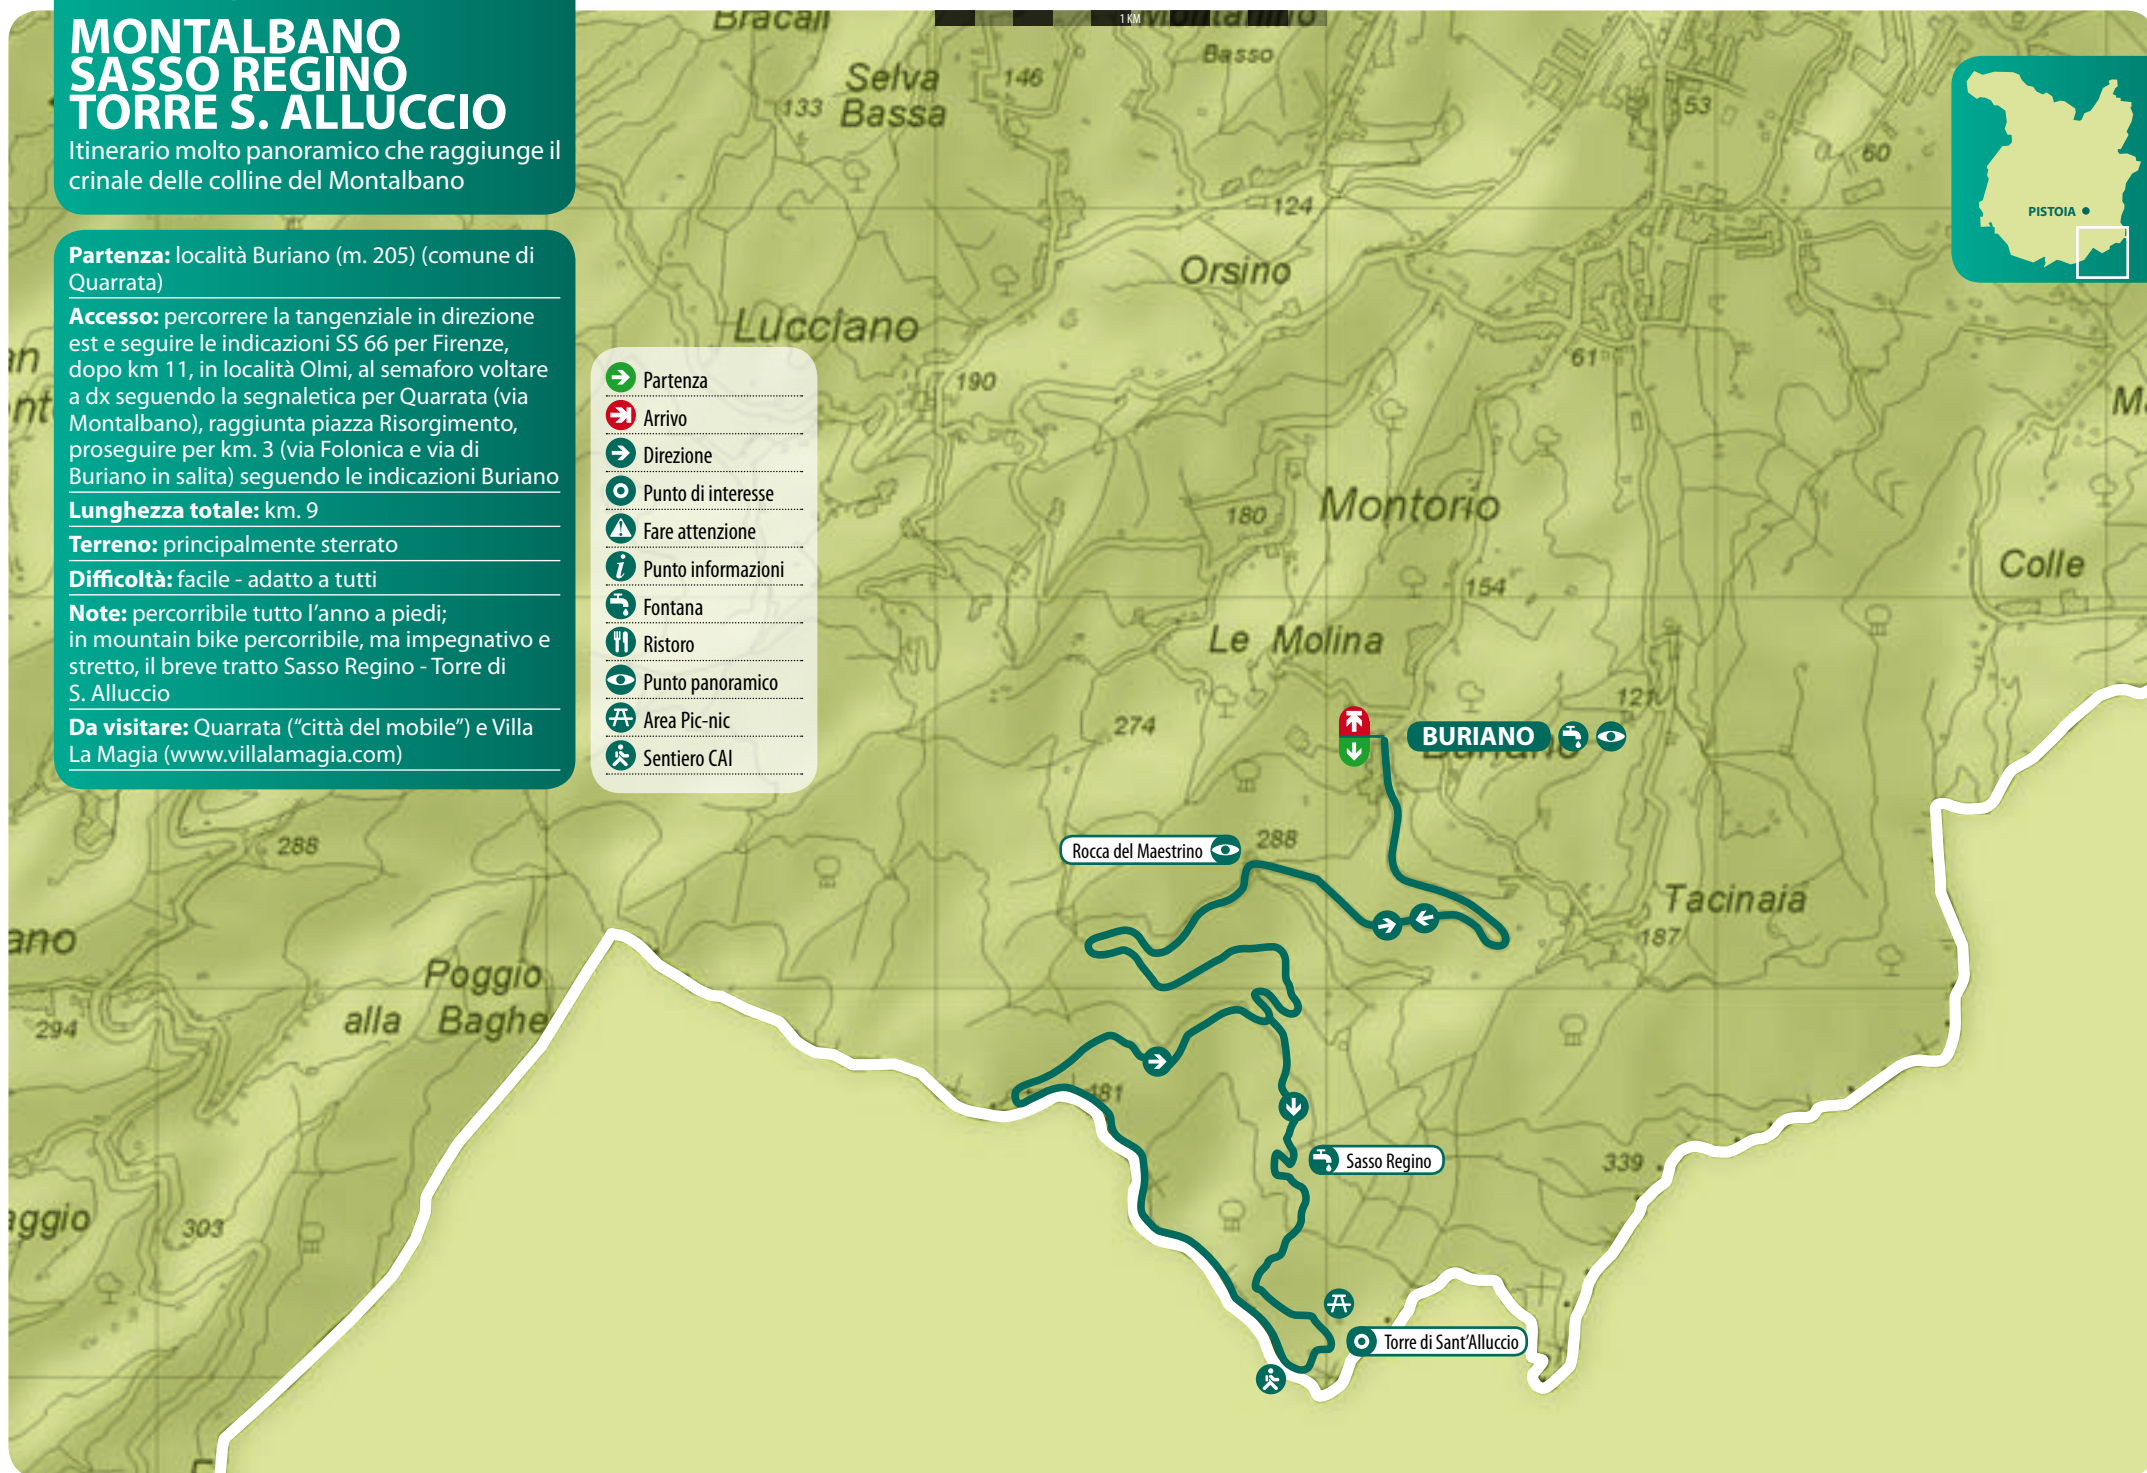 MONTALBANO
SASSO REGINO
TORRE S. ALLUCCIO
Itinerario molto panoramico che raggiunge il
crinale delle colline del Montalbano
Partenza: località Buriano (m. 205) (comune di
Quarrata)
Accesso: percorrere la tangenziale in direzione
est e seguire le indicazioni SS 66 per Firenze,
dopo km 11, in località Olmi, al semaforo voltare
a dx seguendo la segnaletica per Quarrata (via
Montalbano), raggiunta piazza Risorgimento,
proseguire per km. 3 (via Folonica e via di
Buriano in salita) seguendo le indicazioni Buriano
Lunghezza totale: km. 9
Terreno: principalmente sterrato
Difficoltà: facile - adatto a tutti
Note: percorribile tutto l'anno a piedi;
in mountain bike percorribile, ma impegnativo e
stretto, il breve tratto Sasso Regino - Torre di
S. Alluccio
Da visitare: Quarrata ("città del mobile") e Villa
La Magia (www.villalamagia.com)
Partenza
Arrivo
Direzione
Punto di interesse
Fare attenzione
Punto informazioni
Fontana
Ristoro
Punto panoramico
Area Pic-nic
Sentiero CAI
1 KM
Bracali
Basso
Selva
Bassa
146
133
53
60
PISTOIA
124
Orsino
Lucciano
190
61
180
Montorio
154
Colle
Le Molina
121
274
BURIANO
Buriano
288
Rocca del Maestrino
288
Tacinaia
187
Poggio
alla Baghe
294
481
Sasso Regino
339
303
Torre di Sant'Alluccio